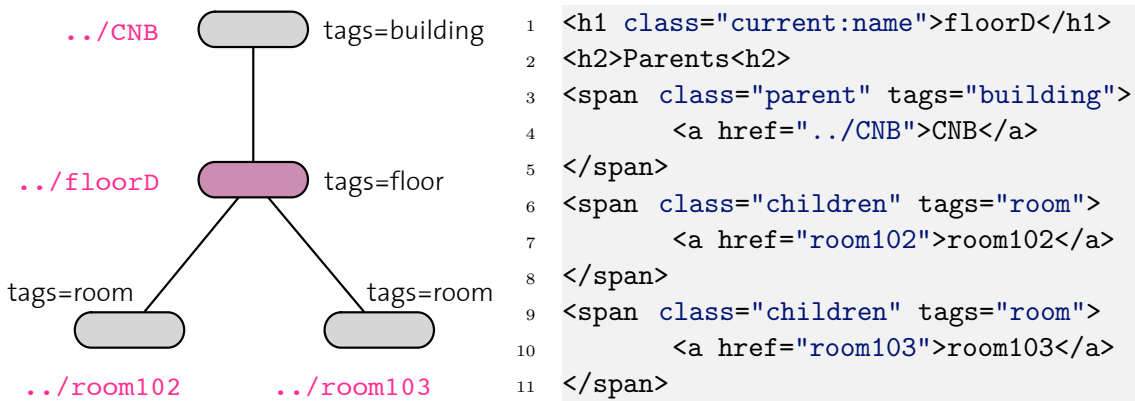 ../CNB
tags=building
../floorD
tags=floor
tags=room
tags=room
../room102
../room103
1 <h1 class="current:name">floorD</h1>
2 <h2>Parents<h2>
3 <span class="parent" tags="building">
4 <a href="../CNB">CNB</a>
5 </span>
6 <span class="children" tags="room">
7 <a href="room102">room102</a>
8 </span>
9 <span class="children" tags="room">
10 <a href="room103">room103</a>
11 </span>